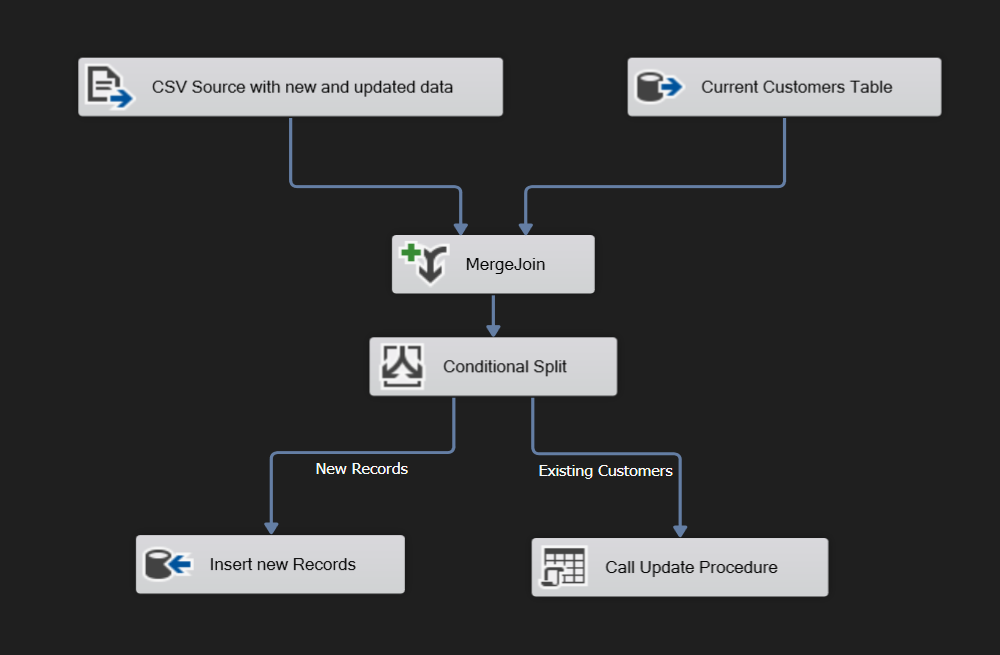 CSV Source with new and updated data
Current Customers Table
MergeJoin
Conditional Split
New Records
Existing Customers
Insert new Records
Call Update Procedure